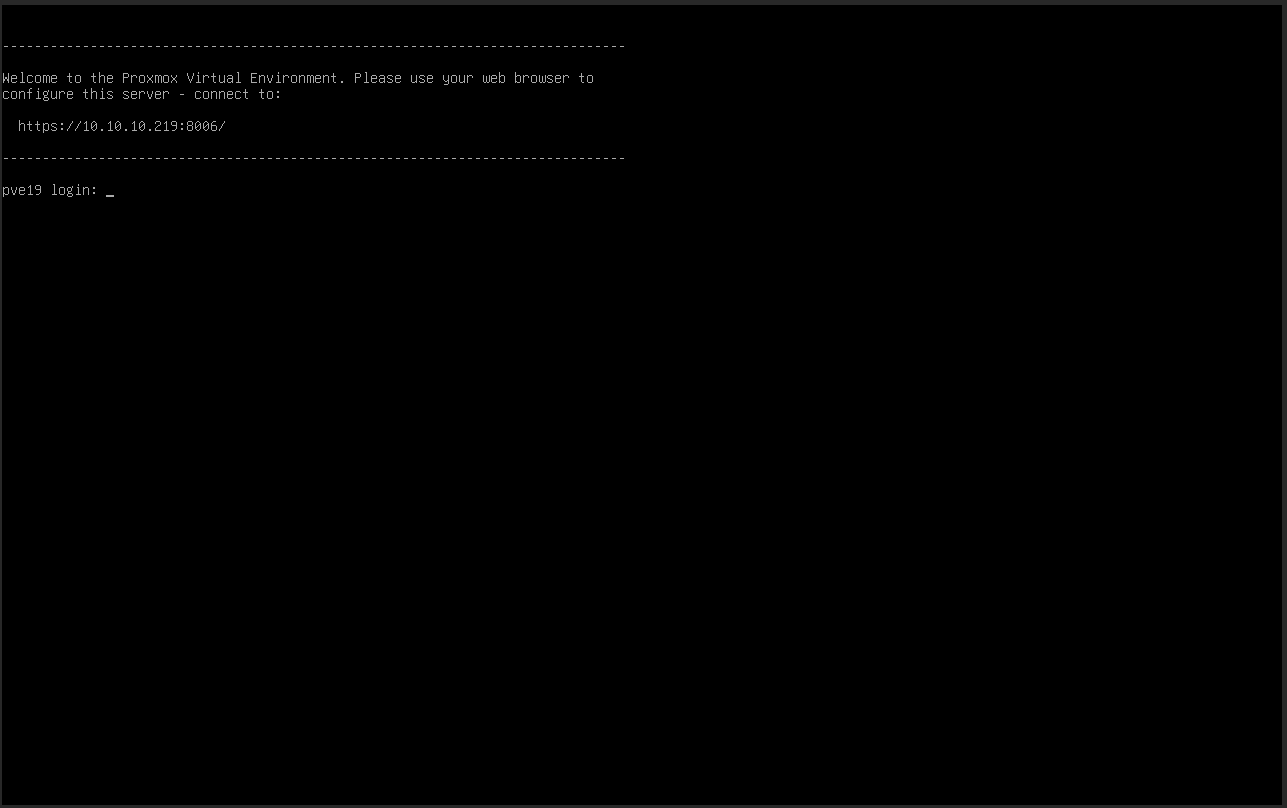 ------------------------------------------------------------------------------
Welcome to the Proxmox Virtual Environment. Please use your web browser to
configure this server - connect to:
https://10.10.10.219:8006/
------------------------------------------------------------------------------
pve19 login: _